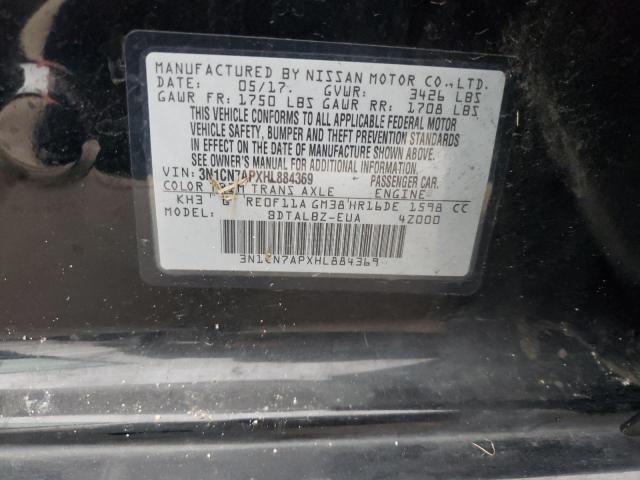 MANUFACTURED BY NISSAN MOTOR CO., LTD.
DATE: 05/17. GVWR: 3426 LBS
GAWR FR: 1750 LBS GAWR RR: 1708 LBS
THIS VEHICLE CONFORMS TO ALL APPLICABLE FEDERAL MOTOR
VEHICLE SAFETY, BUMPER AND THEFT PREVENTION STANDARDS
IN EFFECT ON THE DATE OF MANUFACTURE SHOWN ABOVE.
SEE OWNER'S MANUAL FOR ADDITIONAL INFORMATION.
VIN: 3N1CN7APXHL884369 * PASSENGER CAR.
COLOR TRANS AXLE ENGINE
KH3 RE0F11A GM38 HR16DE 1598 CC
MODEL: BDTALBZ-EUA 4Z000
3N1CN7APXHL884369